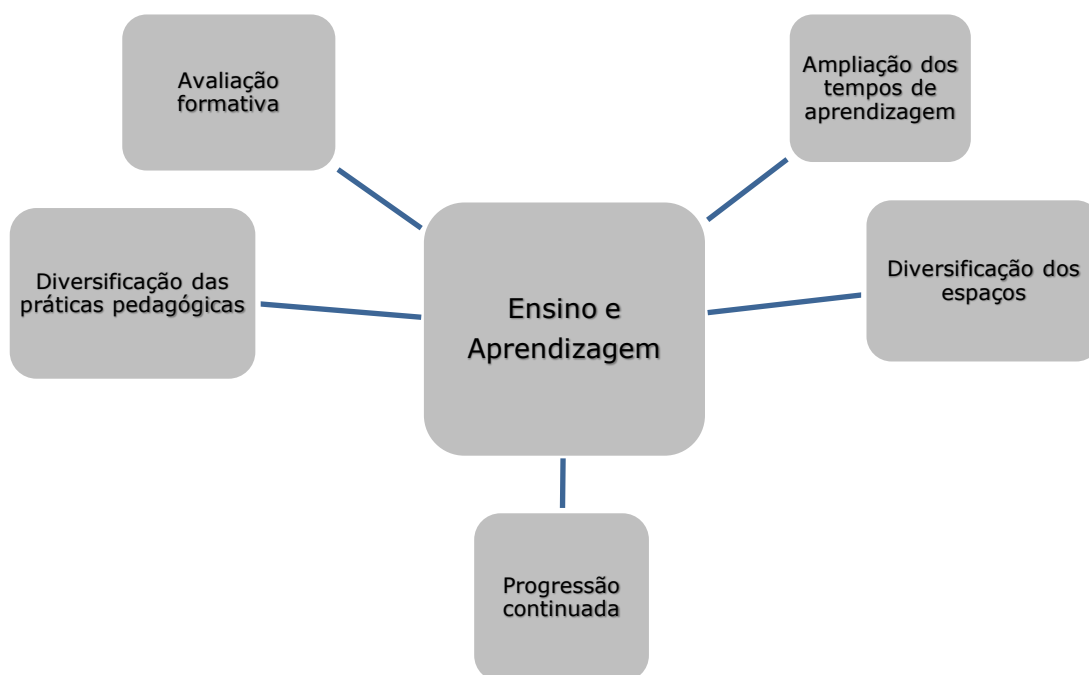 Avaliação
formativa
Ampliação dos
tempos de
aprendizagem
Diversificação das
práticas pedagógicas
Ensino e
Aprendizagem
Diversificação dos
espaços
Progressão
continuada